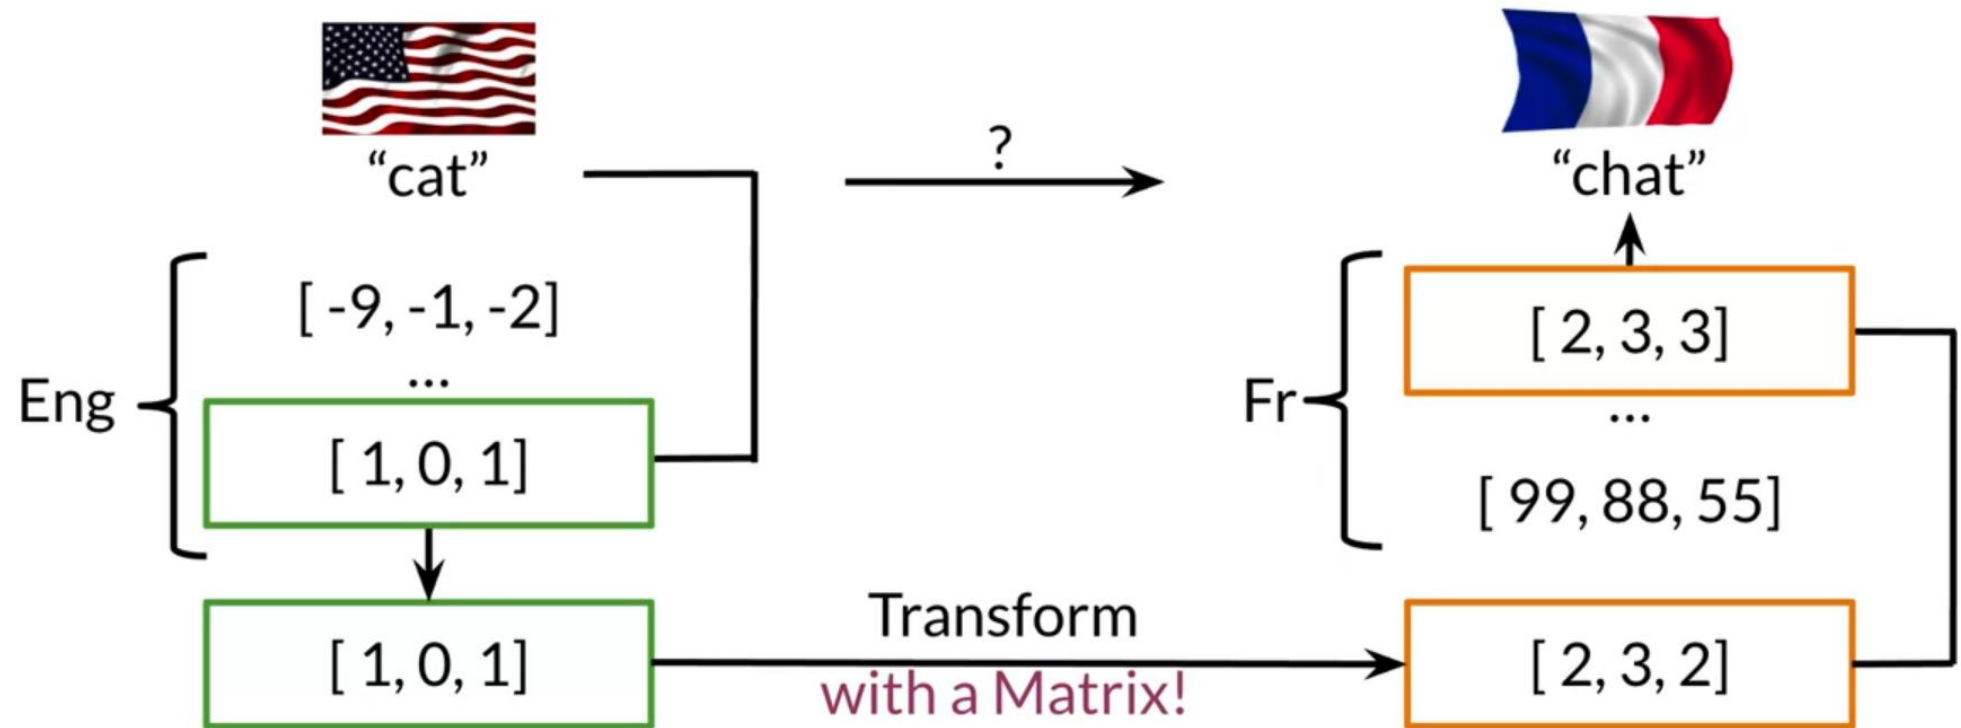 “cat”
?
“chat”
Eng
[ -9, -1, -2]
...
[ 1, 0, 1]
[ 1, 0, 1]
Transform
with a Matrix!
Fr
[ 2, 3, 3]
...
[ 99, 88, 55]
[ 2, 3, 2]